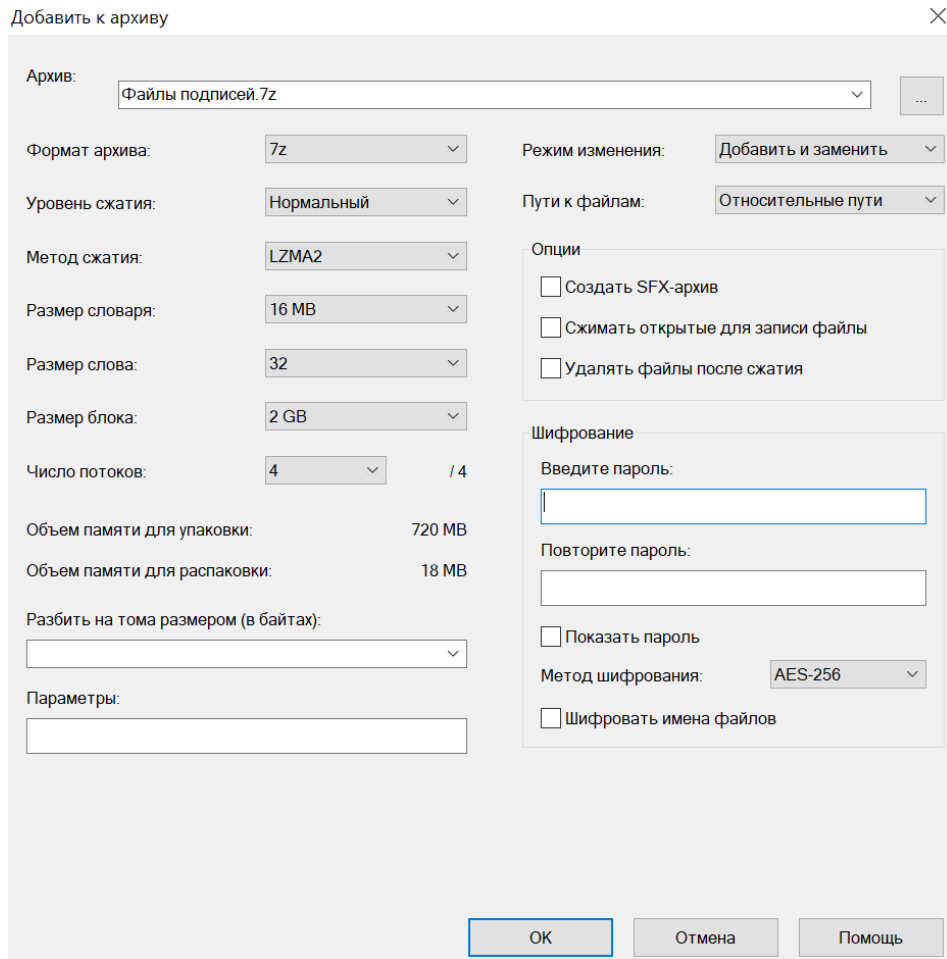 Добавить к архиву
Архив:
Файлы подписей.7z
...
Формат архива:
7z
Уровень сжатия:
Нормальный
Метод сжатия:
LZMA2
Размер словаря:
16 MB
Размер слова:
32
Размер блока:
2 GB
Число потоков:
4
/ 4
Объем памяти для упаковки:
720 MB
Объем памяти для распаковки:
18 MB
Разбить на тома размером (в байтах):
Параметры:
Режим изменения:
Добавить и заменить
Пути к файлам:
Относительные пути
Опции
Создать SFX-архив
Сжимать открытые для записи файлы
Удалять файлы после сжатия
Шифрование
Введите пароль:
Повторите пароль:
Показать пароль
Метод шифрования:
AES-256
Шифровать имена файлов
OK
Отмена
Помощь